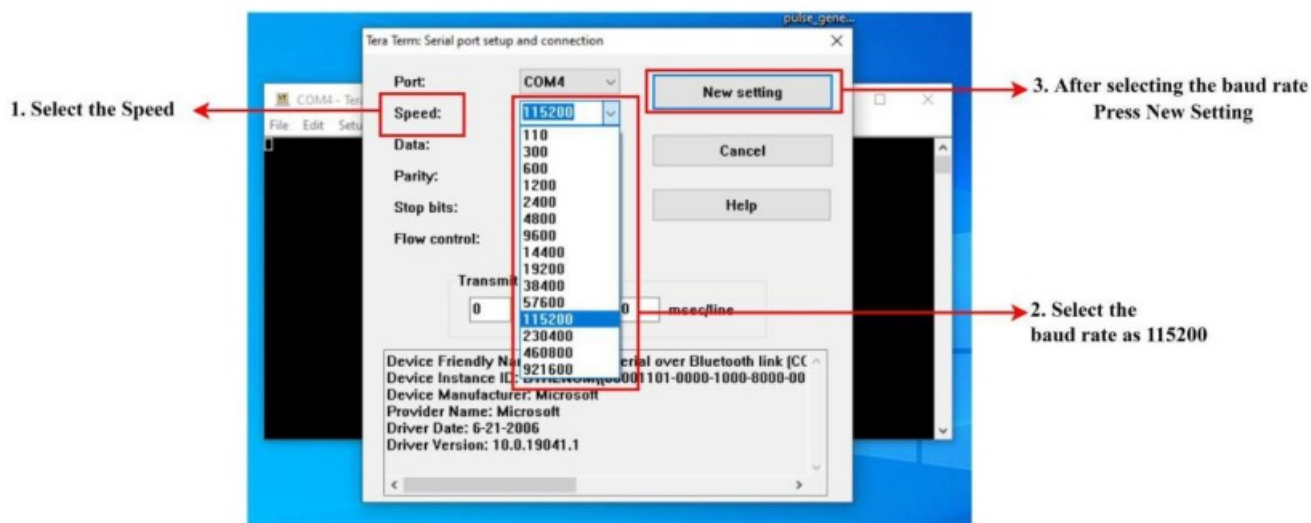 pulse_gene...
Tera Term: Serial port setup and connection
COM4 - Ter
File Edit Setu
1. Select the Speed
Port: COM4
New setting
3. After selecting the baud rate
Press New Setting
Speed: 115200
Data:
Parity:
Stop bits:
Flow control:
110
300
600
1200
2400
4800
9600
14400
19200
38400
57600
115200
230400
460800
921600
Cancel
Help
Transmit
0 0 msec/line
2. Select the
baud rate as 115200
Device Friendly Na erial over Bluetooth link (CC
Device Instance ID: 00001101-0000-1000-8000-00
Device Manufacturer: Microsoft
Provider Name: Microsoft
Driver Date: 6-21-2006
Driver Version: 10.0.19041.1